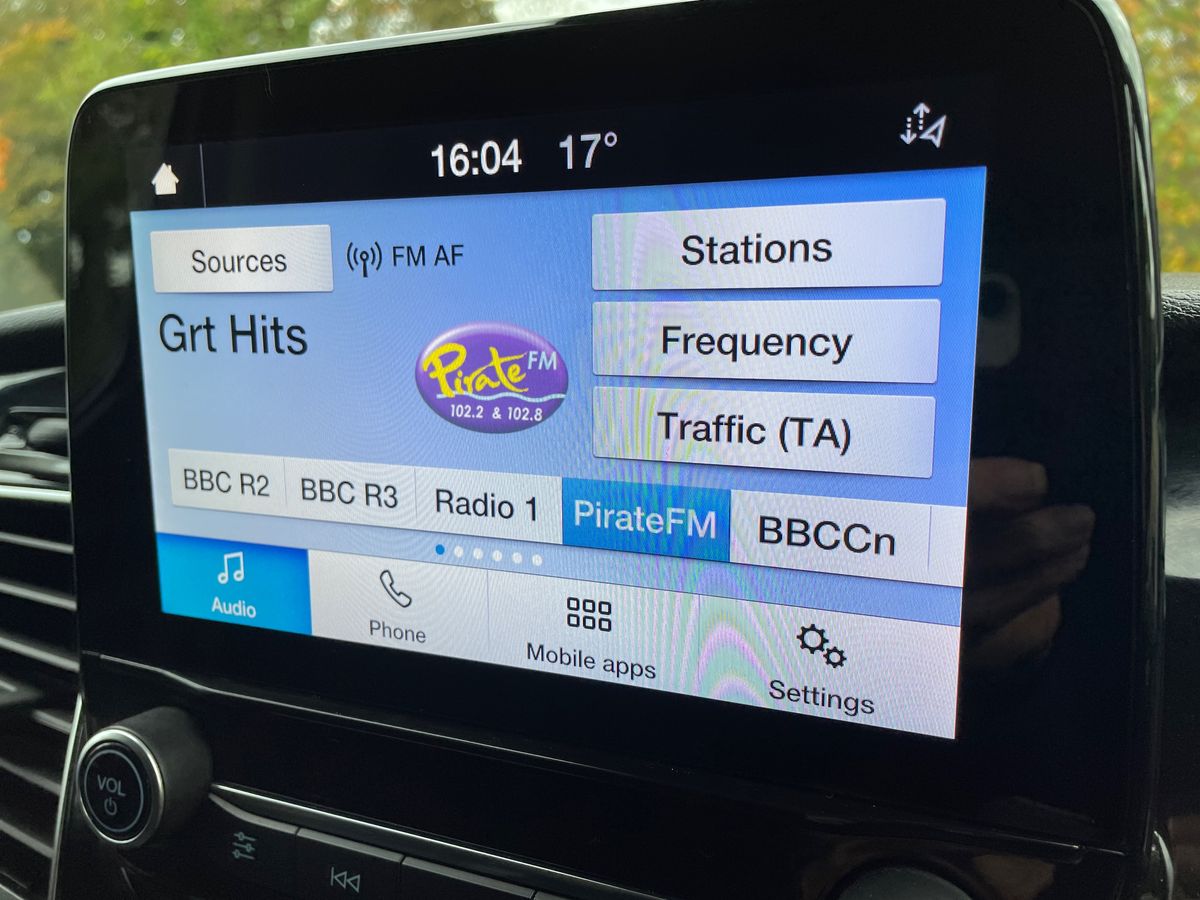 16:04 17°
Sources
FM AF
Stations
Grt Hits
Pirate FM
102.2 & 102.8
Frequency
Traffic (TA)
BBC R2
BBC R3
Radio 1
PirateFM
BBCCn
Audio
Phone
Mobile apps
Settings
VOL